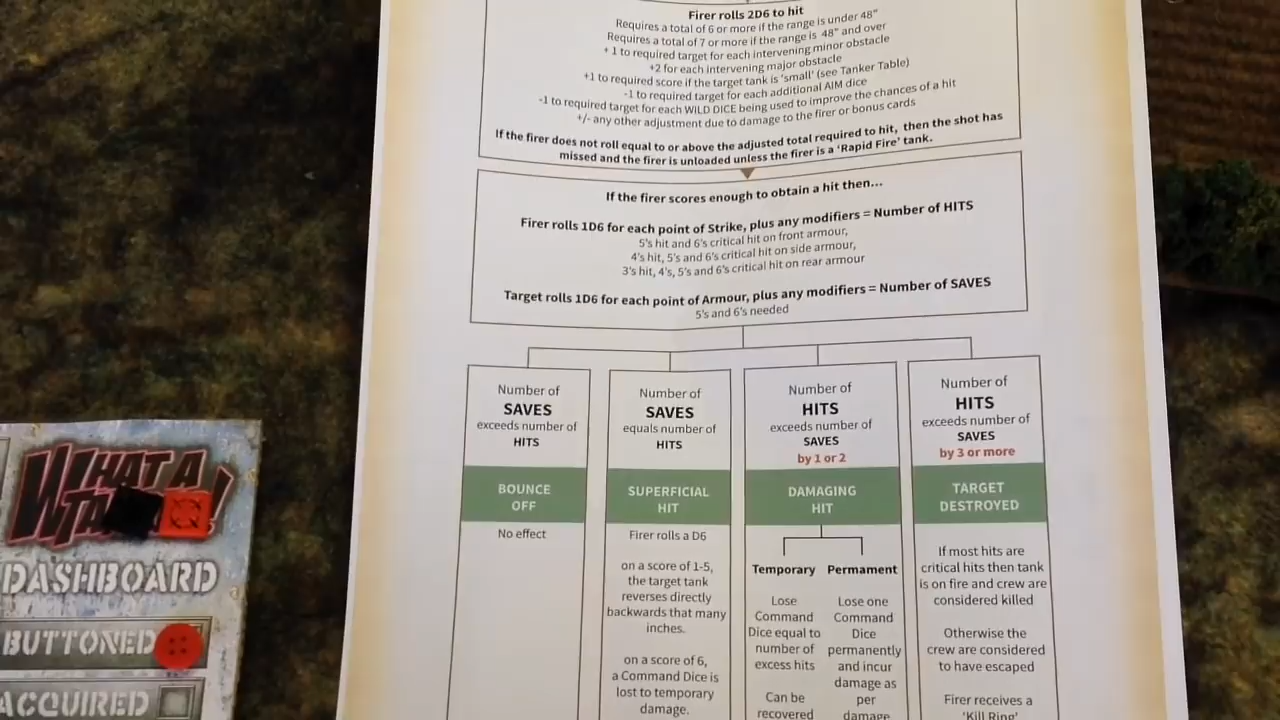 Firer rolls 2D6 to hit
Requires a total of 6 or more if the range is under 48"
Requires a total of 7 or more if the range is 48" and over
+ 1 to required target for each intervening minor obstacle
+2 for each intervening major obstacle
+1 to required score if the target tank is 'small' (see Tanker Table)
-1 to required target for each additional AIM dice
-1 to required target for each WILD DICE being used to improve the chances of a hit
+/- any other adjustment due to damage to the firer or bonus cards
If the firer does not roll equal to or above the adjusted total required to hit, then the shot has
missed and the firer is unloaded unless the firer is a 'Rapid Fire' tank.
If the firer scores enough to obtain a hit then...
Firer rolls 1D6 for each point of Strike, plus any modifiers = Number of HITS
5's hit and 6's critical hit on front armour,
4's hit, 5's and 6's critical hit on side armour,
3's hit, 4's, 5's and 6's critical hit on rear armour
Target rolls 1D6 for each point of Armour, plus any modifiers = Number of SAVES
5's and 6's needed
Number of
SAVES
exceeds number of
HITS
BOUNCE
OFF
No effect
Number of
SAVES
equals number of
HITS
SUPERFICIAL
HIT
Firer rolls a D6
on a score of 1-5,
the target tank
reverses directly
backwards that many
inches.
on a score of 6,
a Command Dice is
lost to temporary
damage.
Number of
HITS
exceeds number of
SAVES
by 1 or 2
DAMAGING
HIT
Temporary
Lose
Command
Dice equal to
number of
excess hits
Can be
recovered
Permament
Lose one
Command
Dice
permanently
and incur
damage as
per
damage
Number of
HITS
exceeds number of
SAVES
by 3 or more
TARGET
DESTROYED
If most hits are
critical hits then tank
is on fire and crew are
considered killed
Otherwise the
crew are considered
to have escaped
Firer receives a
'Kill Ring'
WHAT A
TA
DASHBOARD
BUTTONED
ACQUIRED